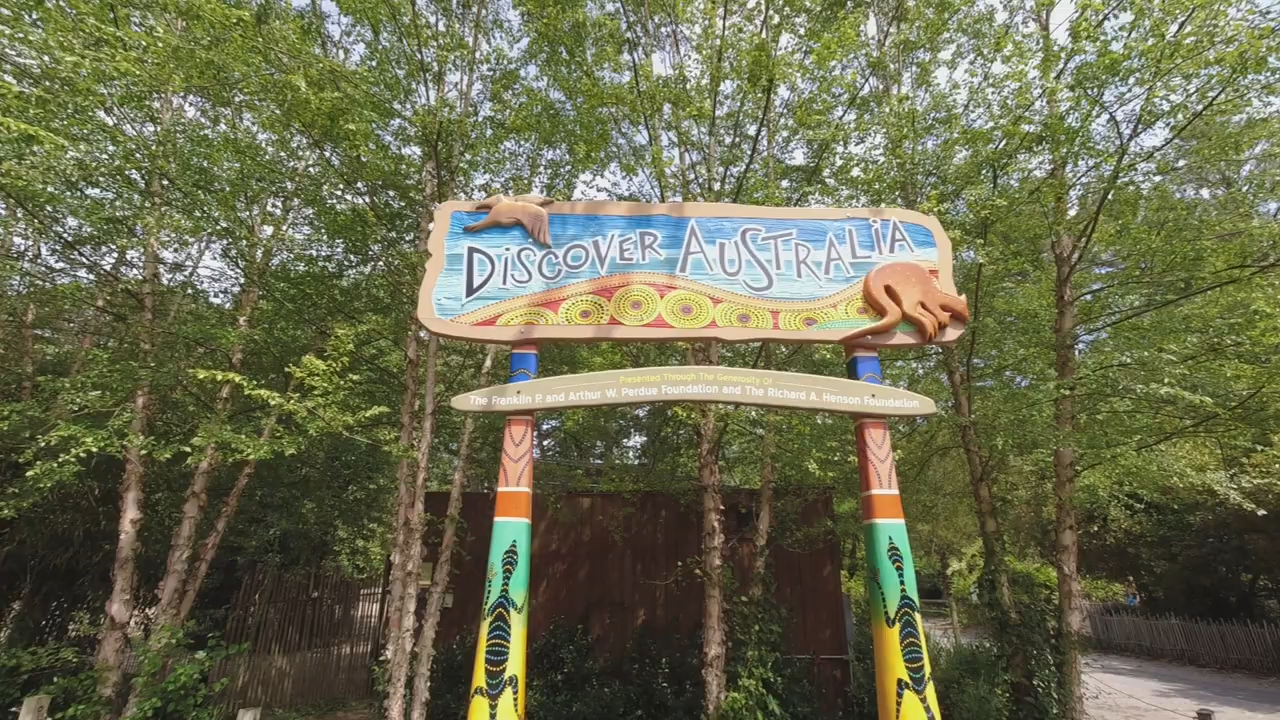 DiSCOVER AUSTRALiA
Presented Through The Generosity Of
The Franklin P. and Arthur W. Perdue Foundation and The Richard A. Henson Foundation